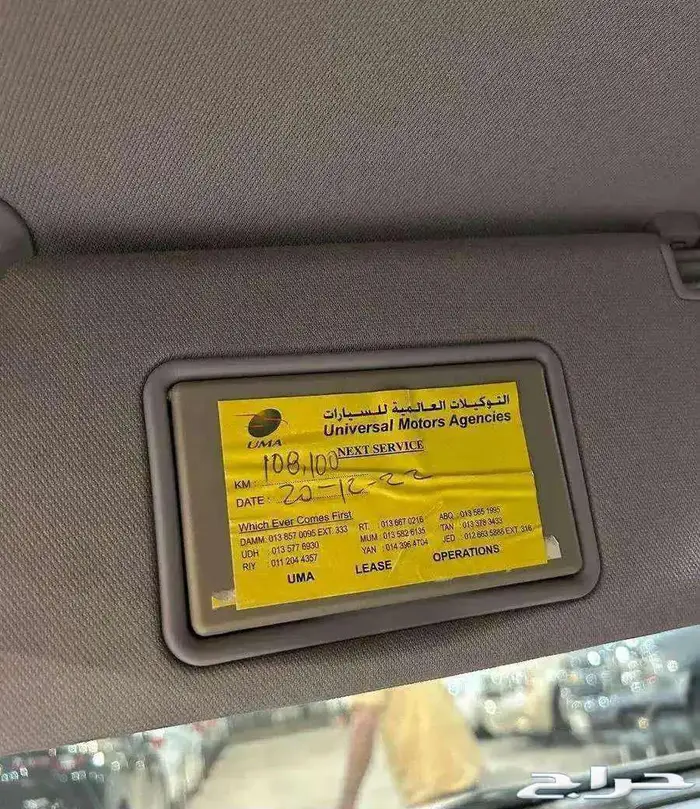 التوكيلات العالمية للسيارات
Universal Motors Agencies
UMA
NEXT SERVICE
KM : 108,100
DATE : 20-12-22
Which Ever Comes First
DAMM: 013 857 0095 EXT. 333 RT. : 013 667 0216 ABQ : 013 565 1995
UDH : 013 577 6930 MUM : 013 582 6135 TAN : 013 378 3433
RIY : 011 204 4357 YAN : 014 396 4704 JED : 012 663 5886 EXT. 316
UMA LEASE OPERATIONS
حراج